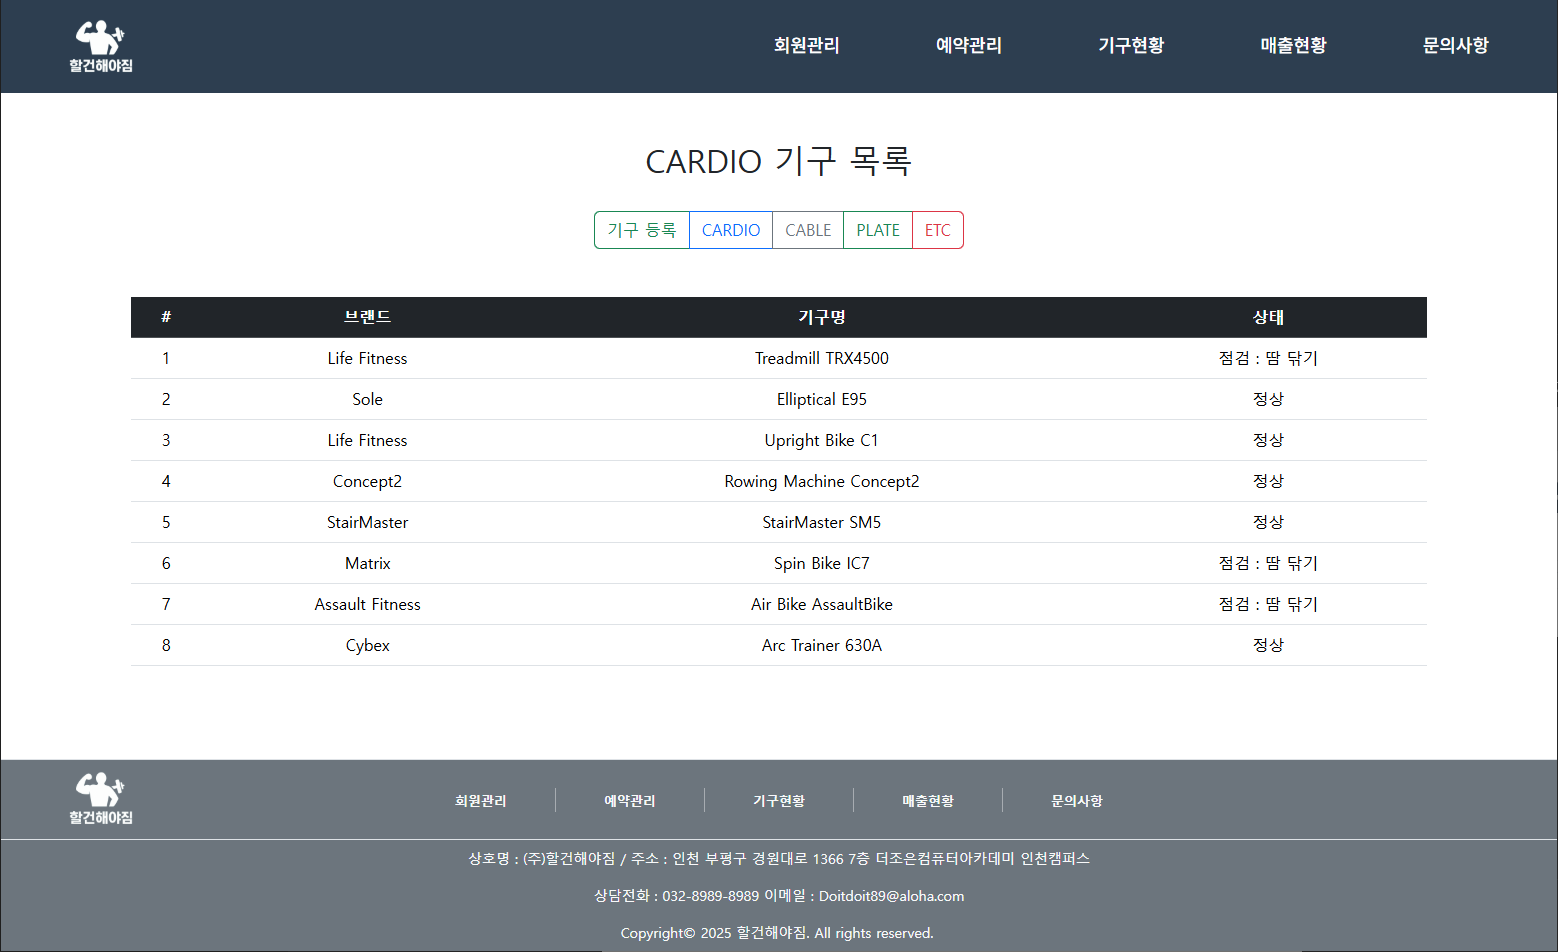 할건해야짐
회원관리 예약관리 기구현황 매출현황 문의사항
CARDIO 기구 목록
기구 등록 CARDIO CABLE PLATE ETC
# 브랜드 기구명 상태
1 Life Fitness Treadmill TRX4500 점검 : 땀 닦기
2 Sole Elliptical E95 정상
3 Life Fitness Upright Bike C1 정상
4 Concept2 Rowing Machine Concept2 정상
5 StairMaster StairMaster SM5 정상
6 Matrix Spin Bike IC7 점검 : 땀 닦기
7 Assault Fitness Air Bike AssaultBike 점검 : 땀 닦기
8 Cybex Arc Trainer 630A 정상
할건해야짐
회원관리 예약관리 기구현황 매출현황 문의사항
상호명 : (주)할건해야짐 / 주소 : 인천 부평구 경원대로 1366 7층 더조은컴퓨터아카데미 인천캠퍼스
상담전화 : 032-8989-8989 이메일 : Doitdoit89@aloha.com
Copyright© 2025 할건해야짐. All rights reserved.